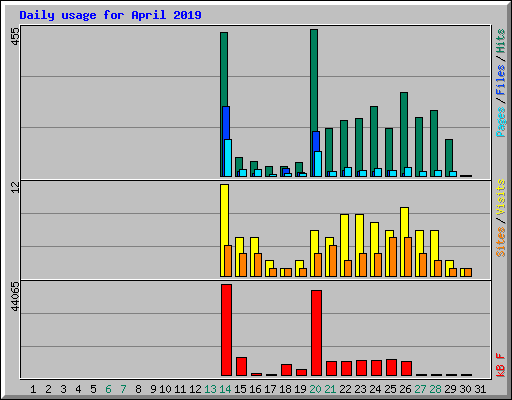 Daily usage for April 2019
455
Pages / Files / Hits
12
Sites / Visits
44065
kB F
1 2 3 4 5 6 7 8 9 10 11 12 13 14 15 16 17 18 19 20 21 22 23 24 25 26 27 28 29 30 31